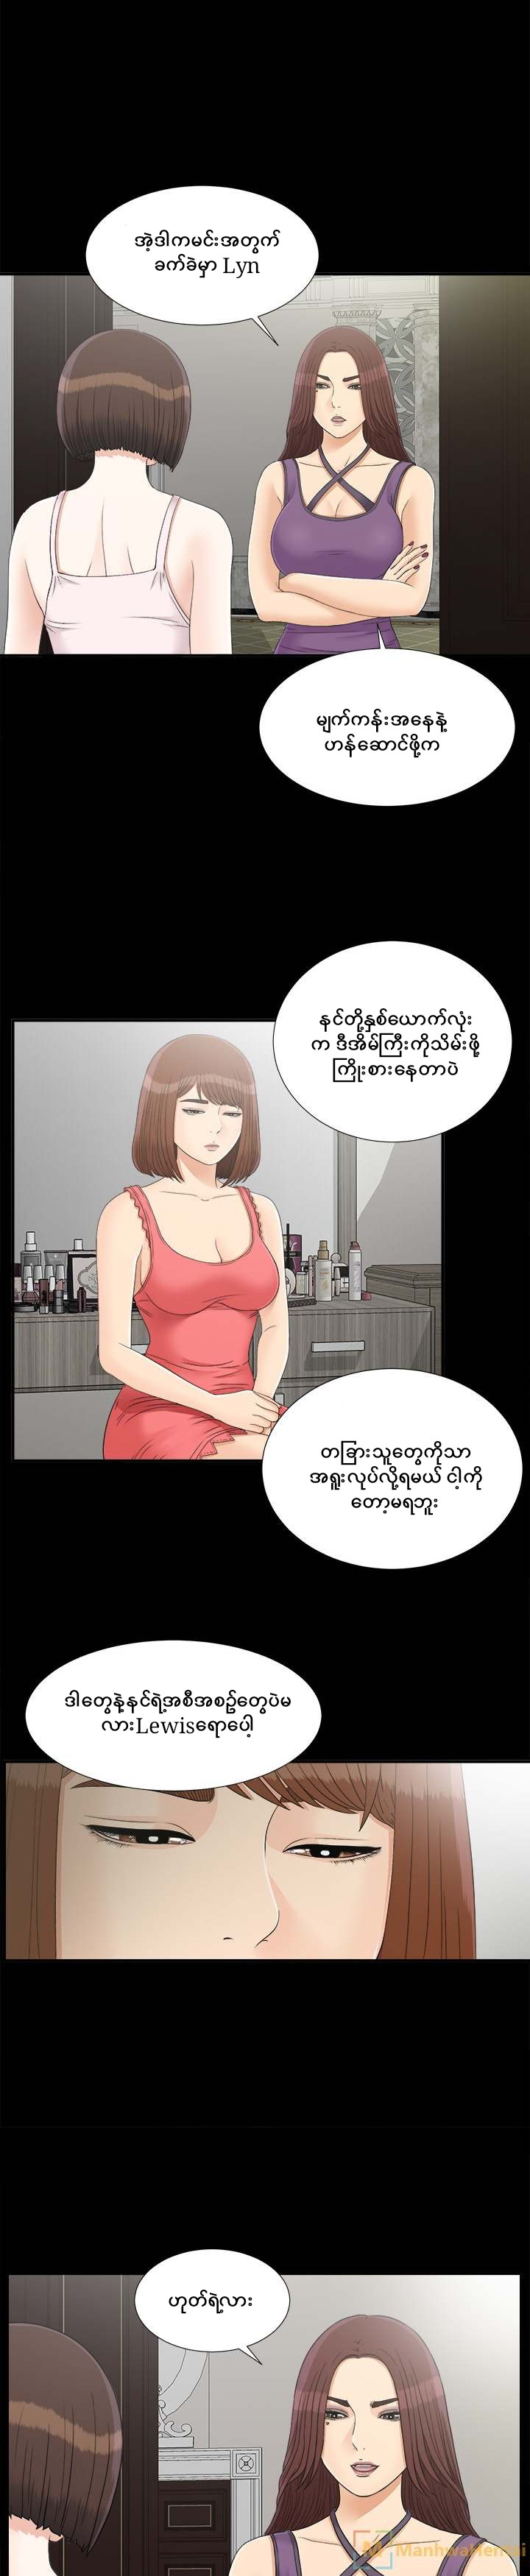 အဲ့ဒါကမင်းအတွက်
ခက်ခဲမှာ Lyn
မျက်ကန်းအနေနဲ့
ဟန်ဆောင်ဖို့က
နင်တို့နှစ်ယောက်လုံး
က ဒီအိမ်ကြီးကိုသိမ်းဖို့
ကြိုးစားနေတာပဲ
တခြားသူတွေကိုသာ
အရူးလုပ်လို့ရမယ် ငါ့ကို
တော့မရဘူး
ဒါတွေနဲ့နင်ရဲ့အစီအစဥ်တွေပဲမ
လားLewisရောပေါ့
ဟုတ်ရဲ့လား
ManhwaHentai